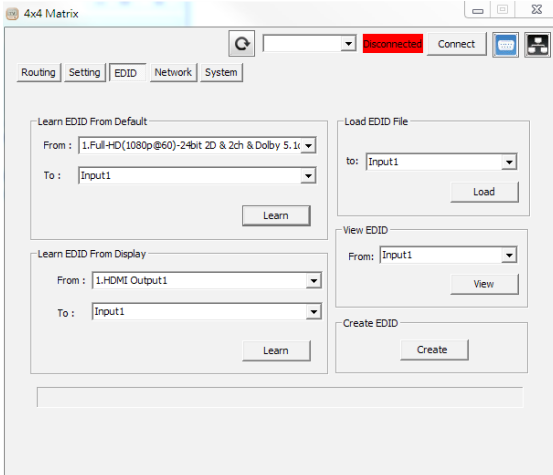 4x4 Matrix
Disconnected Connect
Routing Setting EDID Network System
Learn EDID From Default
From : 1.Full-HD(1080p@60)-24bit 2D & 2ch & Dolby 5.1c
To : Input1
Learn
Learn EDID From Display
From : 1.HDMI Output1
To : Input1
Learn
Load EDID File
to: Input1
Load
View EDID
From: Input1
View
Create EDID
Create